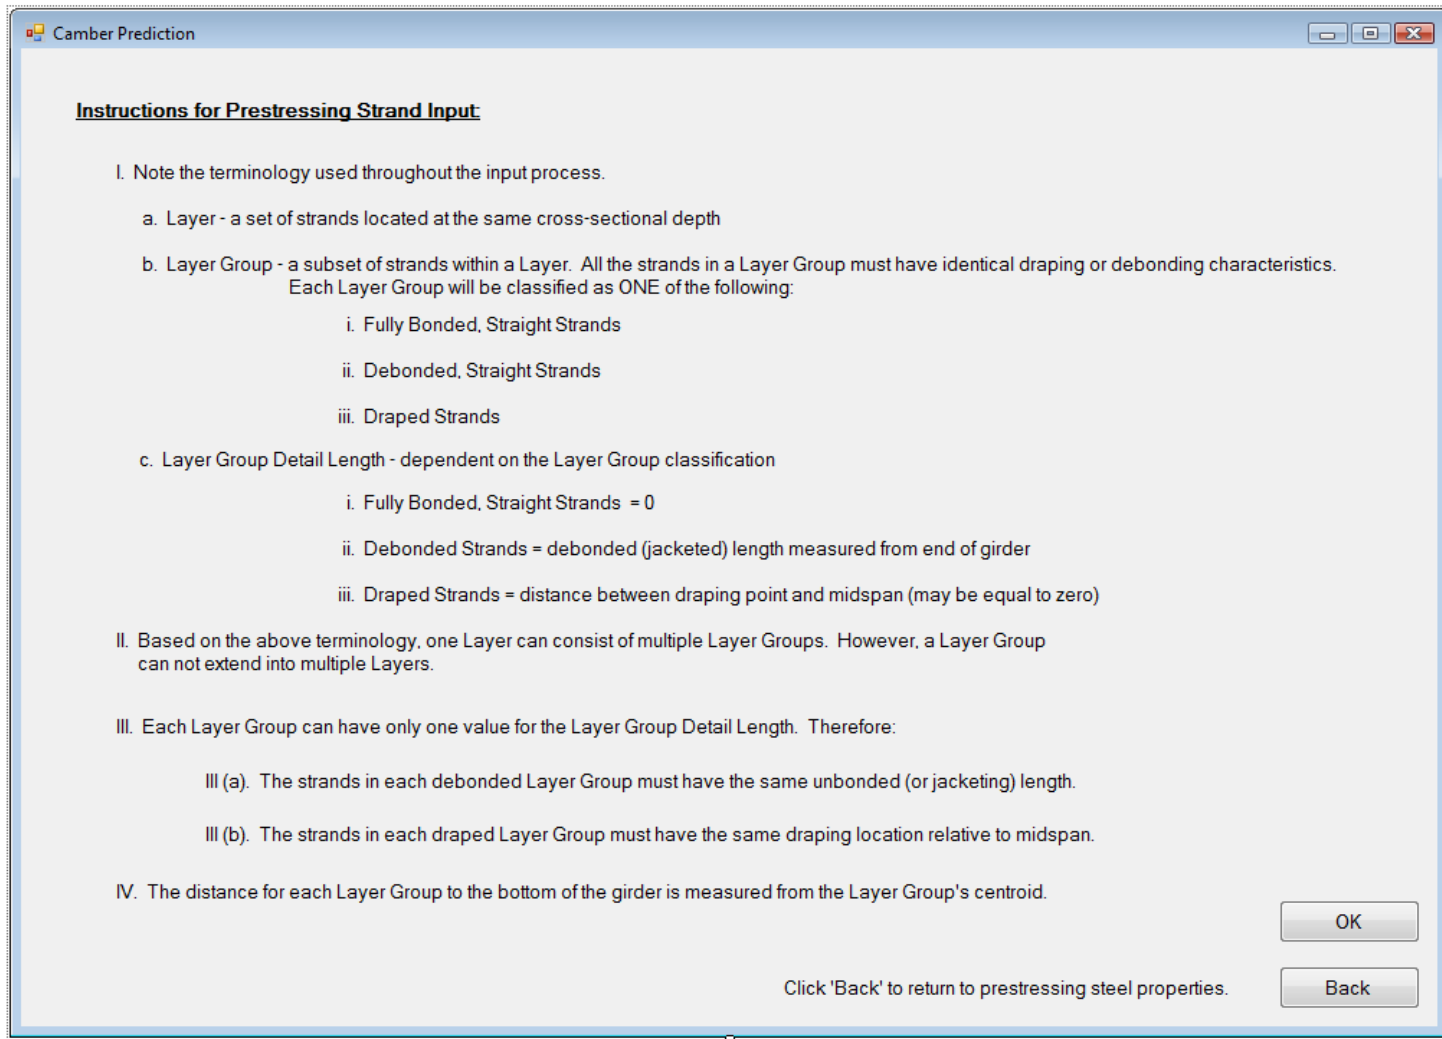 Camber Prediction
Instructions for Prestressing Strand Input:
I. Note the terminology used throughout the input process.
a. Layer - a set of strands located at the same cross-sectional depth
b. Layer Group - a subset of strands within a Layer. All the strands in a Layer Group must have identical draping or debonding characteristics.
Each Layer Group will be classified as ONE of the following:
i. Fully Bonded, Straight Strands
ii. Debonded, Straight Strands
iii. Draped Strands
c. Layer Group Detail Length - dependent on the Layer Group classification
i. Fully Bonded, Straight Strands = 0
ii. Debonded Strands = debonded (jacketed) length measured from end of girder
iii. Draped Strands = distance between draping point and midspan (may be equal to zero)
II. Based on the above terminology, one Layer can consist of multiple Layer Groups. However, a Layer Group
can not extend into multiple Layers.
III. Each Layer Group can have only one value for the Layer Group Detail Length. Therefore:
III (a). The strands in each debonded Layer Group must have the same unbonded (or jacketing) length.
III (b). The strands in each draped Layer Group must have the same draping location relative to midspan.
IV. The distance for each Layer Group to the bottom of the girder is measured from the Layer Group's centroid.
OK
Click 'Back' to return to prestressing steel properties.
Back